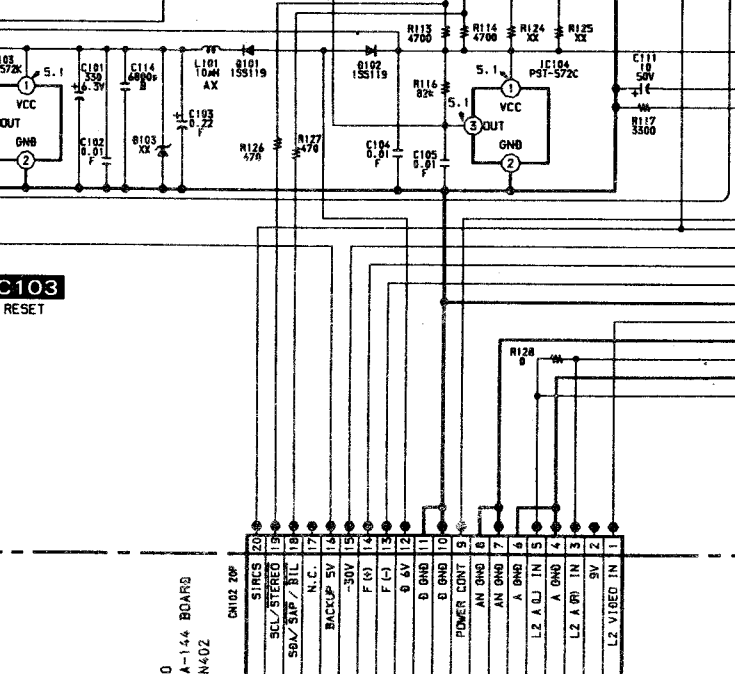 R113
4700
R114
4700
R124
XX
R125
XX
C101
330
6.3V
C114
6800p
B
L101
10µH
AX
D101
1SS119
D102
1SS119
5.1
1
VCC
OUT
GND
2
C102
0.01
F
D103
XX
C103
0.22
F
R126
470
R127
470
C104
0.01
F
C105
0.01
F
R116
82k
5.1
5.1
IC104
PST-572C
1
VCC
3
OUT
GND
2
C111
10
50V
R117
3300
RESET
R128
0
20
19
18
17
16
15
14
13
12
11
10
9
8
7
6
5
4
3
2
1
CN102 20P
SIRCS
SCL/STEREO
SDA/SAP/BIL
N.C.
BACKUP 5V
-30V
F (+)
F (-)
D 6V
D GND
D GND
POWER CONT
AN GND
AN GND
A GND
L2 A (L) IN
A GND
L2 A (R) IN
9V
L2 VIDEO IN
BOARD